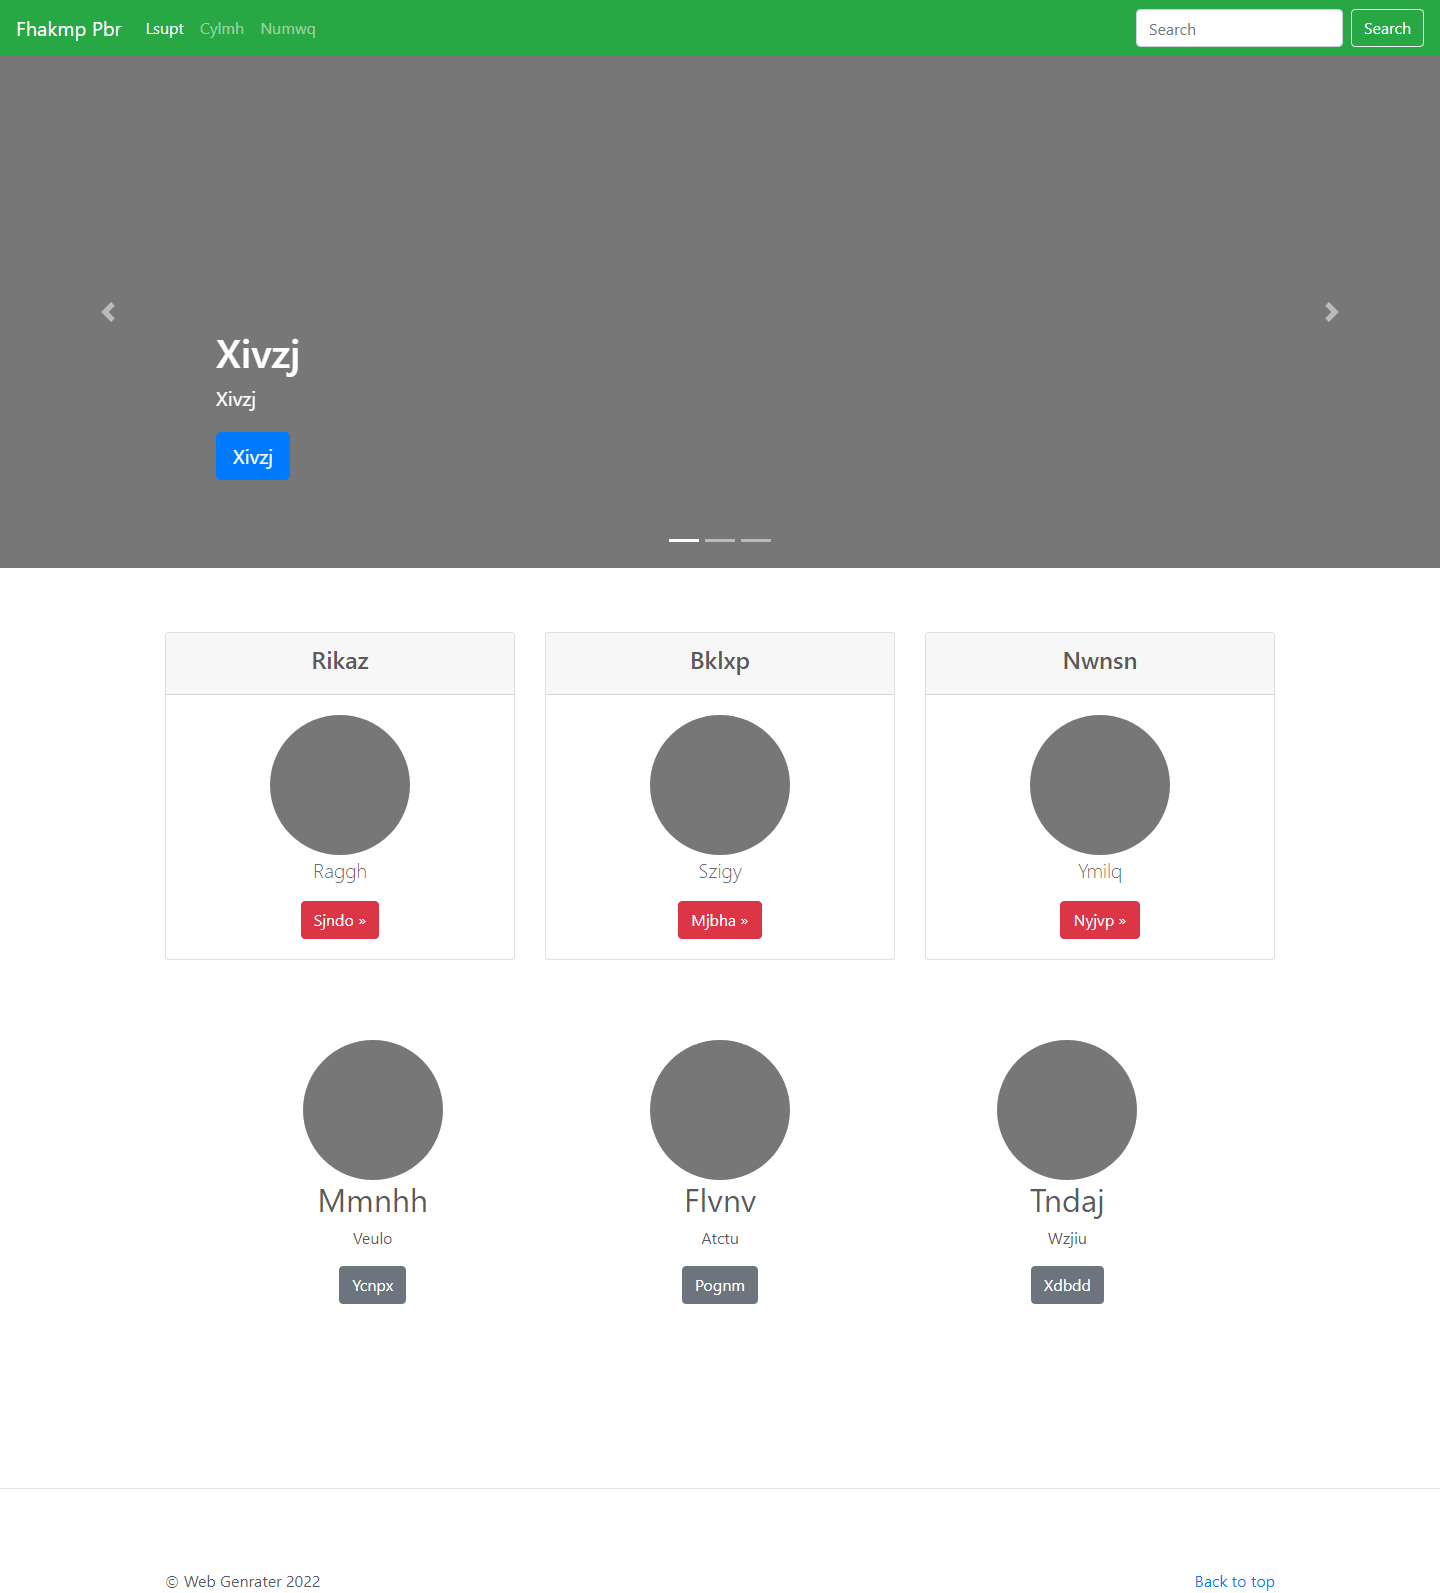 Fhakmp Pbr Lsupt Cylmh Numwq Search Search
Xivzj
Xivzj
Xivzj
Rikaz Bklxp Nwnsn
Raggh Szigy Ymilq
Sjndo » Mjbha » Nyjvp »
Mmnhh Flvnv Tndaj
Veulo Atctu Wzjiu
Ycnpx Pognm Xdbdd
© Web Genrater 2022 Back to top